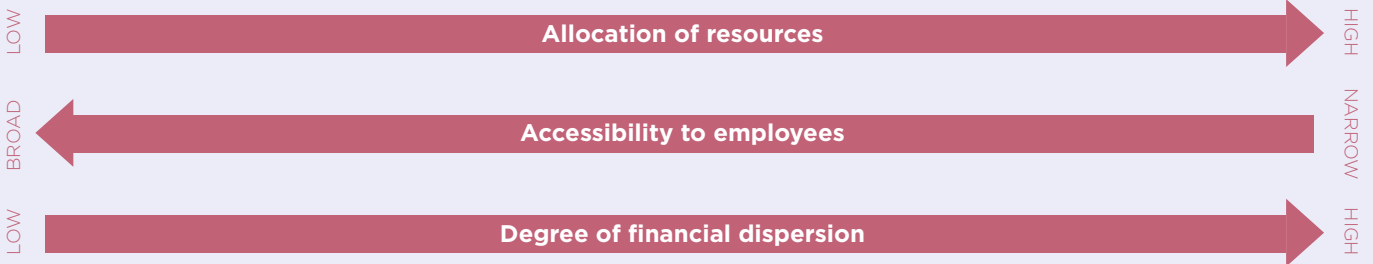 LOW
Allocation of resources
HIGH
BROAD
Accessibility to employees
NARROW
LOW
Degree of financial dispersion
HIGH